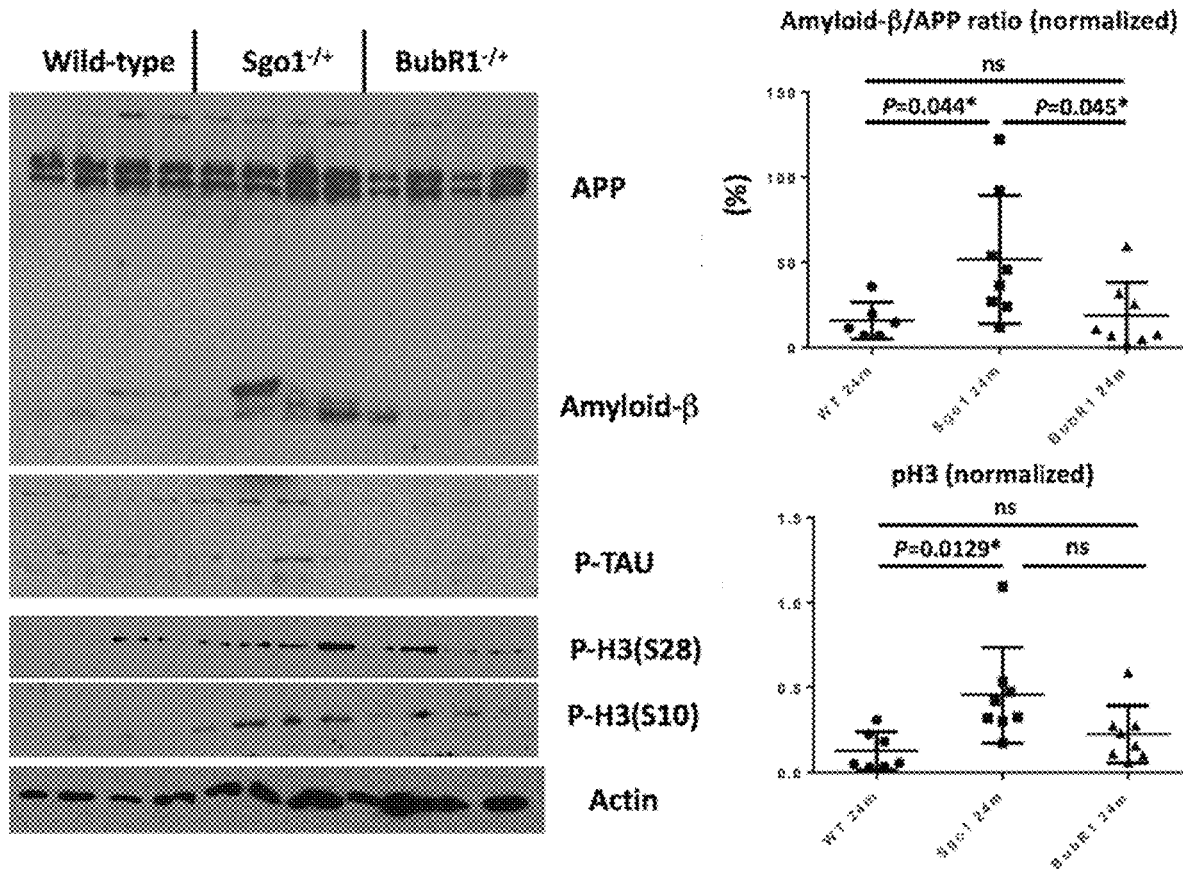 Wild-type Sgo1-/+ BubR1-/+
APP
Amyloid-β
P-TAU
P-H3(S28)
P-H3(S10)
Actin
Amyloid-β/APP ratio (normalized)
ns
P=0.044* P=0.045*
150
100
50
0
(%)
WT 24m
Sgo1 24m
BubR1 24m
pH3 (normalized)
ns
P=0.0129* ns
1.5
1.0
0.5
0.0
WT 24m
Sgo1 24m
BubR1 24m